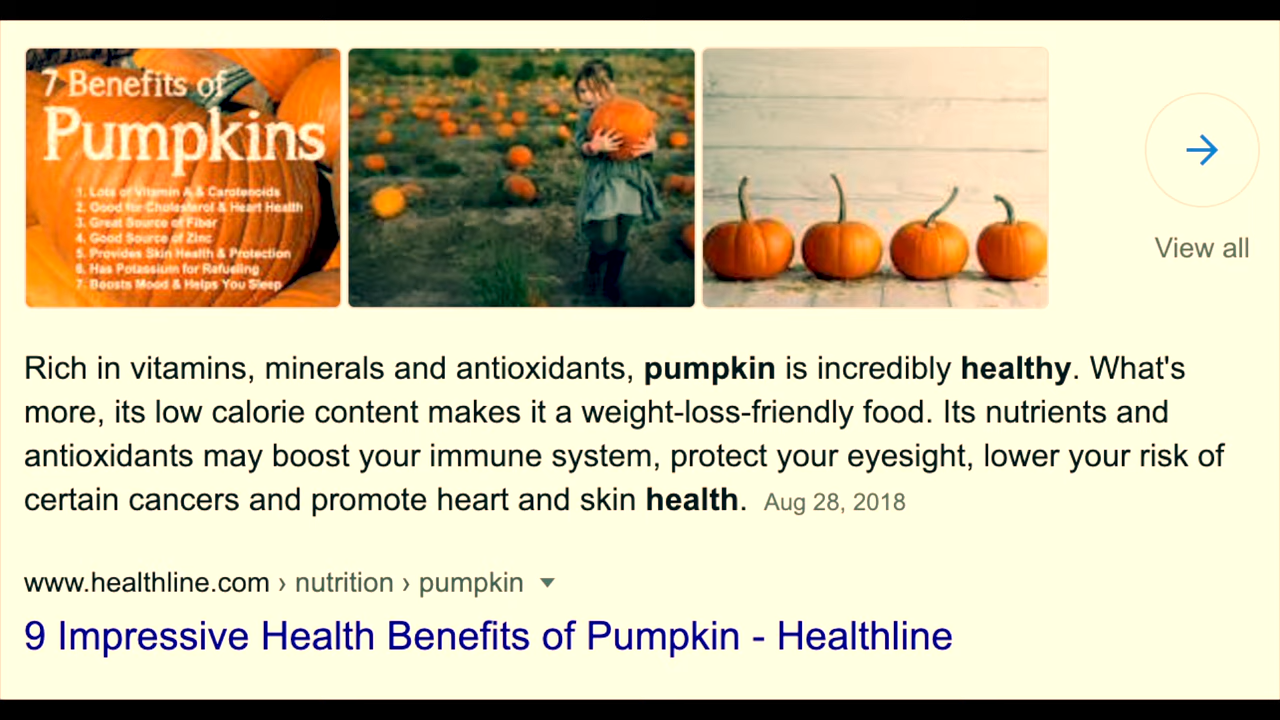 7 Benefits of
Pumpkins
1. Lots of Vitamin A & Carotenoids
2. Good for Cholesterol & Heart Health
3. Great Source of Fiber
4. Good Source of Zinc
5. Provides Skin Health & Protection
6. Has Potassium for Refueling
7. Boosts Mood & Helps You Sleep
View all
Rich in vitamins, minerals and antioxidants, pumpkin is incredibly healthy. What's
more, its low calorie content makes it a weight-loss-friendly food. Its nutrients and
antioxidants may boost your immune system, protect your eyesight, lower your risk of
certain cancers and promote heart and skin health. Aug 28, 2018
www.healthline.com › nutrition › pumpkin
9 Impressive Health Benefits of Pumpkin - Healthline